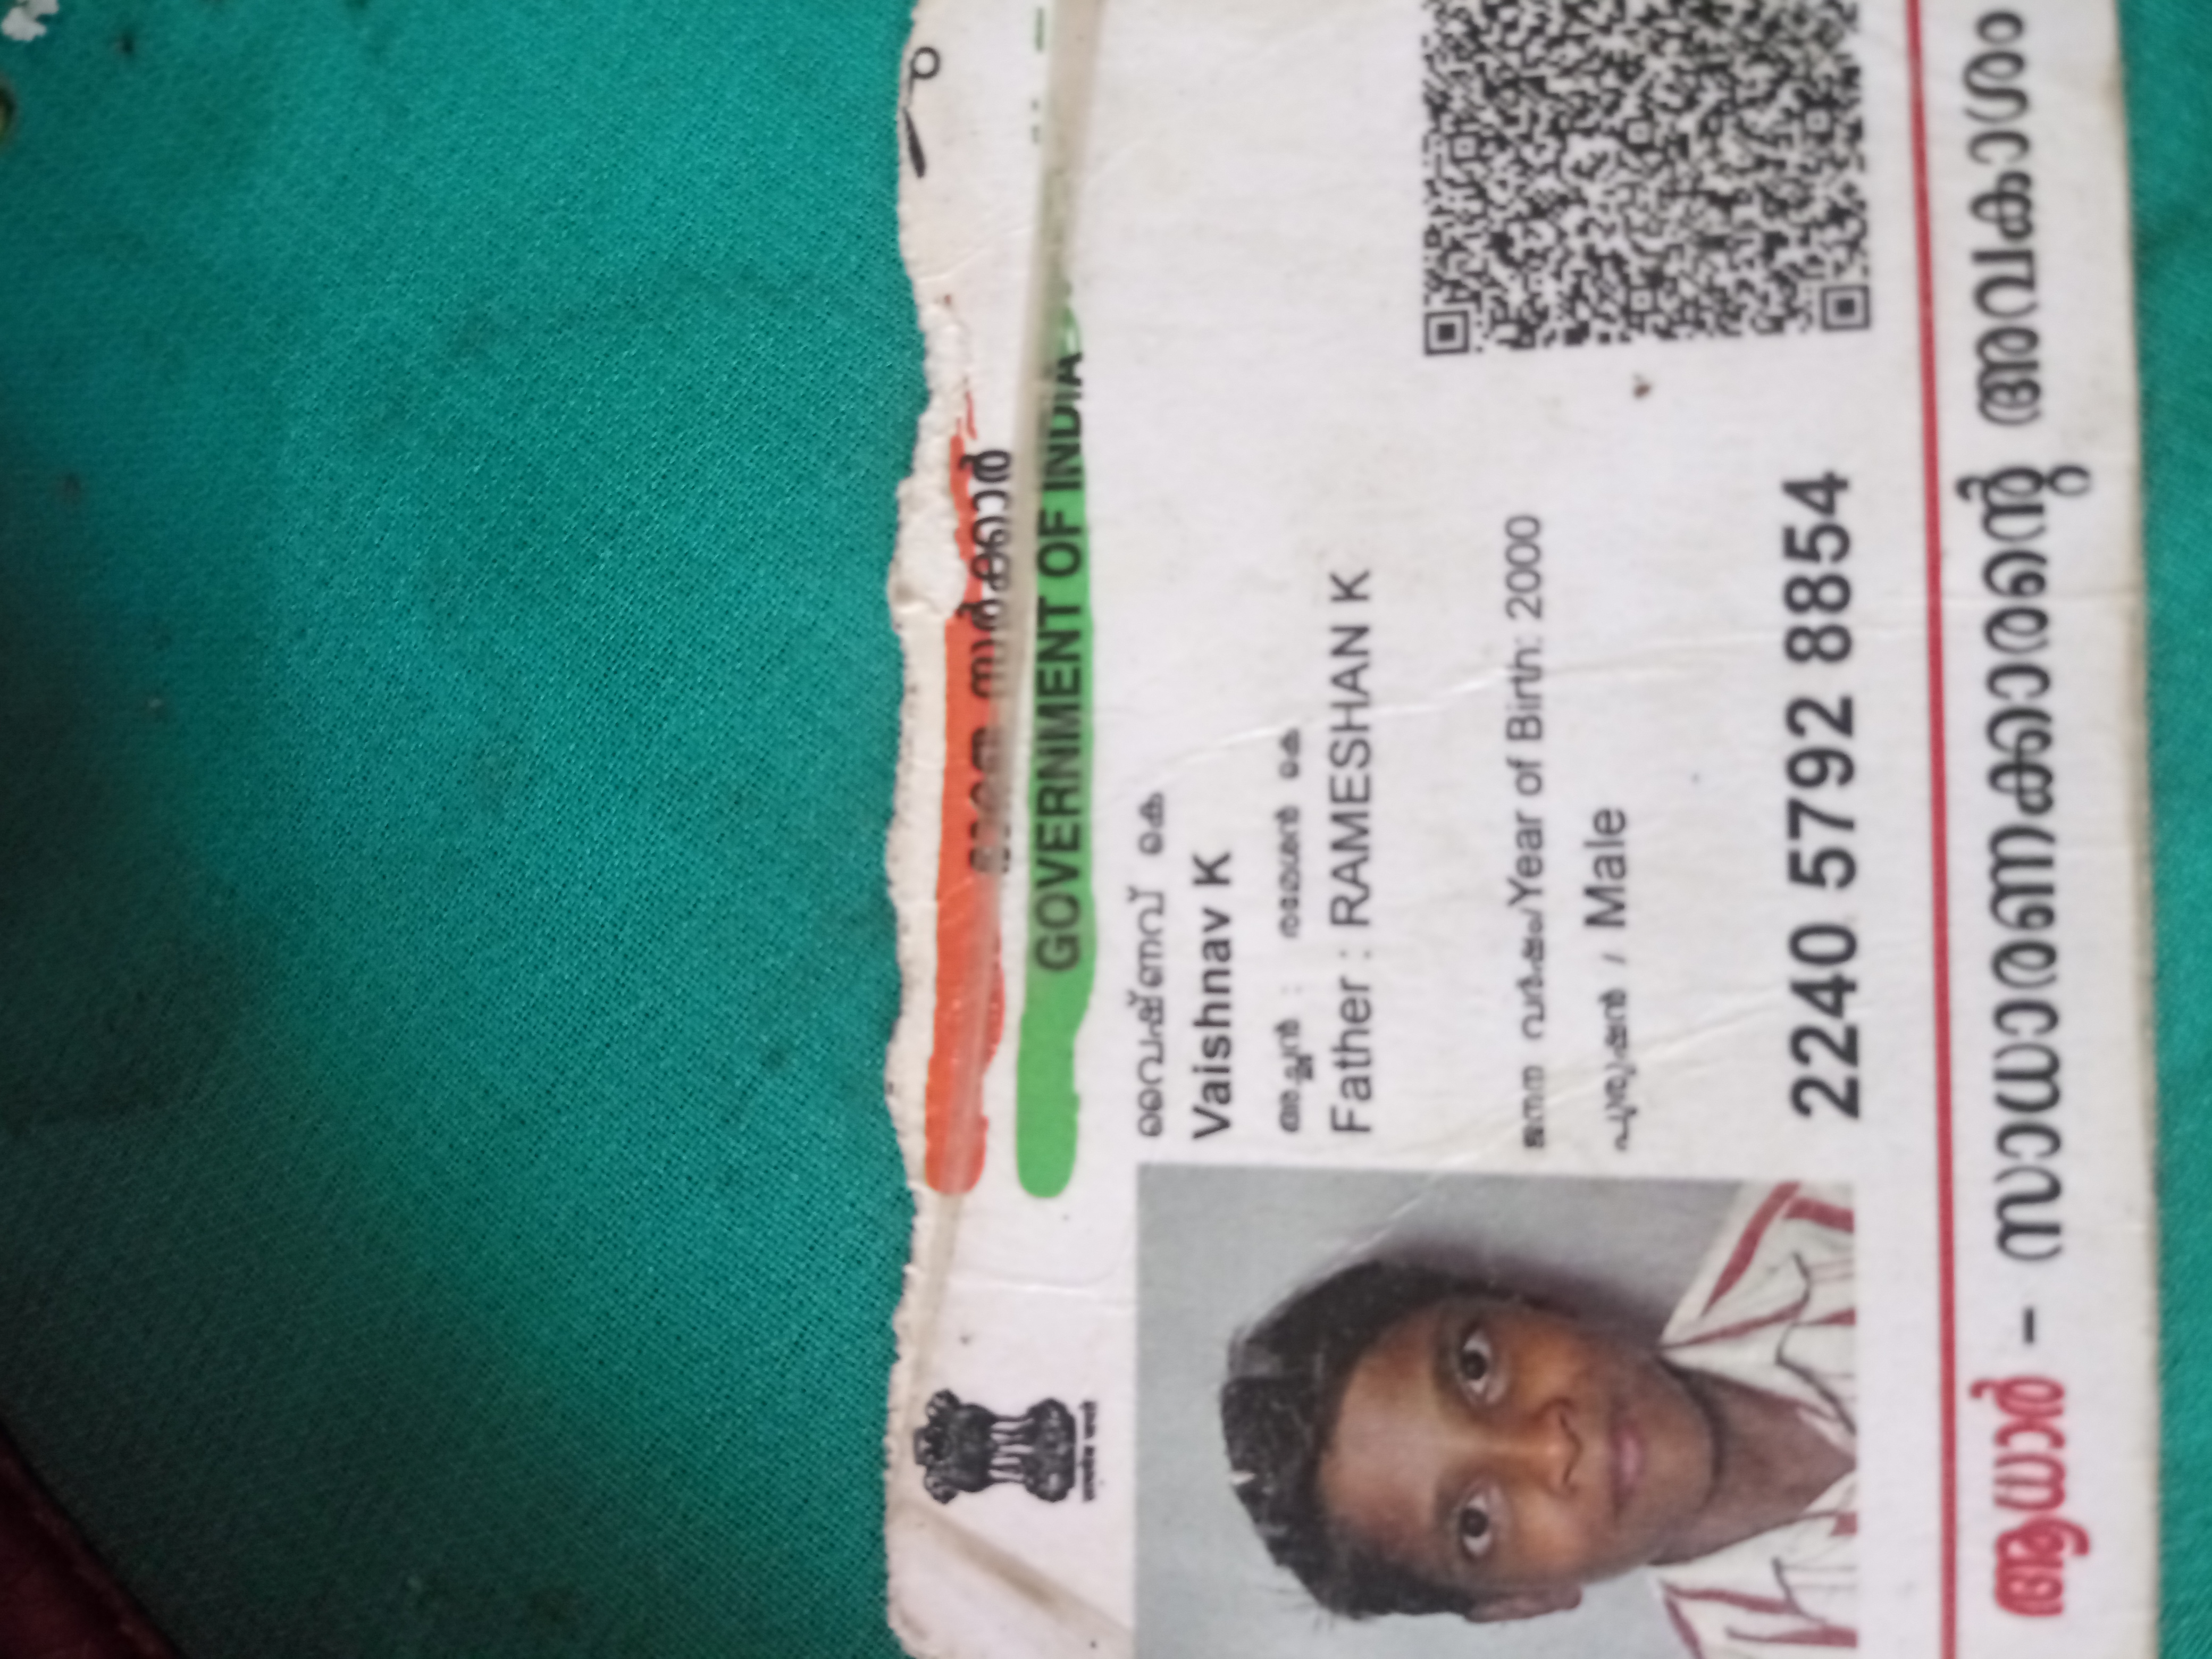 ഭാരത സർക്കാർ
GOVERNMENT OF INDIA
വൈഷ്ണവ് കെ
Vaishnav K
അച്ഛൻ : രമേശൻ കെ
Father : RAMESHAN K
ജനന വർഷം/Year of Birth: 2000
പുരുഷൻ / Male
2240 5792 8854
ആധാർ - സാധാരണക്കാരന്റെ അവകാശം